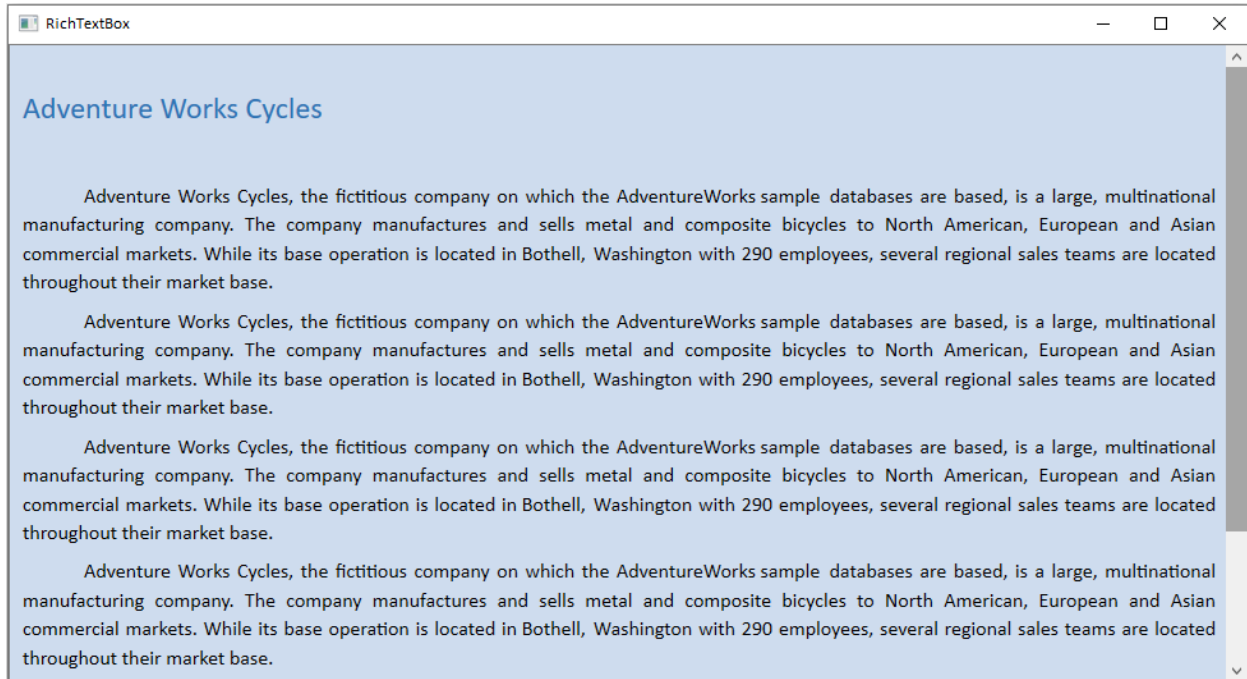 RichTextBox
Adventure Works Cycles
Adventure Works Cycles, the fictitious company on which the AdventureWorks sample databases are based, is a large, multinational
manufacturing company. The company manufactures and sells metal and composite bicycles to North American, European and Asian
commercial markets. While its base operation is located in Bothell, Washington with 290 employees, several regional sales teams are located
throughout their market base.
Adventure Works Cycles, the fictitious company on which the AdventureWorks sample databases are based, is a large, multinational
manufacturing company. The company manufactures and sells metal and composite bicycles to North American, European and Asian
commercial markets. While its base operation is located in Bothell, Washington with 290 employees, several regional sales teams are located
throughout their market base.
Adventure Works Cycles, the fictitious company on which the AdventureWorks sample databases are based, is a large, multinational
manufacturing company. The company manufactures and sells metal and composite bicycles to North American, European and Asian
commercial markets. While its base operation is located in Bothell, Washington with 290 employees, several regional sales teams are located
throughout their market base.
Adventure Works Cycles, the fictitious company on which the AdventureWorks sample databases are based, is a large, multinational
manufacturing company. The company manufactures and sells metal and composite bicycles to North American, European and Asian
commercial markets. While its base operation is located in Bothell, Washington with 290 employees, several regional sales teams are located
throughout their market base.